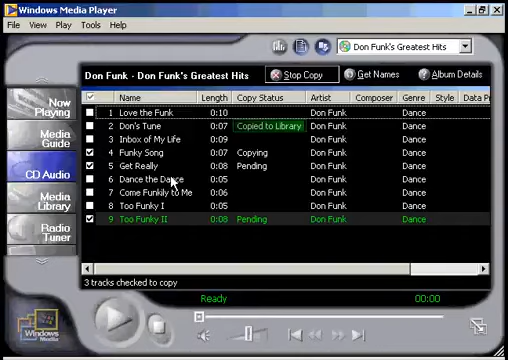 Windows Media Player
File View Play Tools Help
Don Funk's Greatest Hits
Don Funk - Don Funk's Greatest Hits Stop Copy Get Names Album Details
Name Length Copy Status Artist Composer Genre Style Data Pr
1 Love the Funk 0:10 Don Funk Dance
2 Don's Tune 0:07 Copied to Library Don Funk Dance
3 Inbox of My Life 0:09 Don Funk Dance
4 Funky Song 0:07 Copying Don Funk Dance
5 Get Really 0:08 Pending Don Funk Dance
6 Dance the Dance 0:05 Don Funk Dance
7 Come Funkily to Me 0:06 Don Funk Dance
8 Too Funky I 0:05 Don Funk Dance
9 Too Funky II 0:08 Pending Don Funk Dance
Now Playing
Media Guide
CD Audio
Media Library
Radio Tuner
3 tracks checked to copy
Ready 00:00
Windows Media